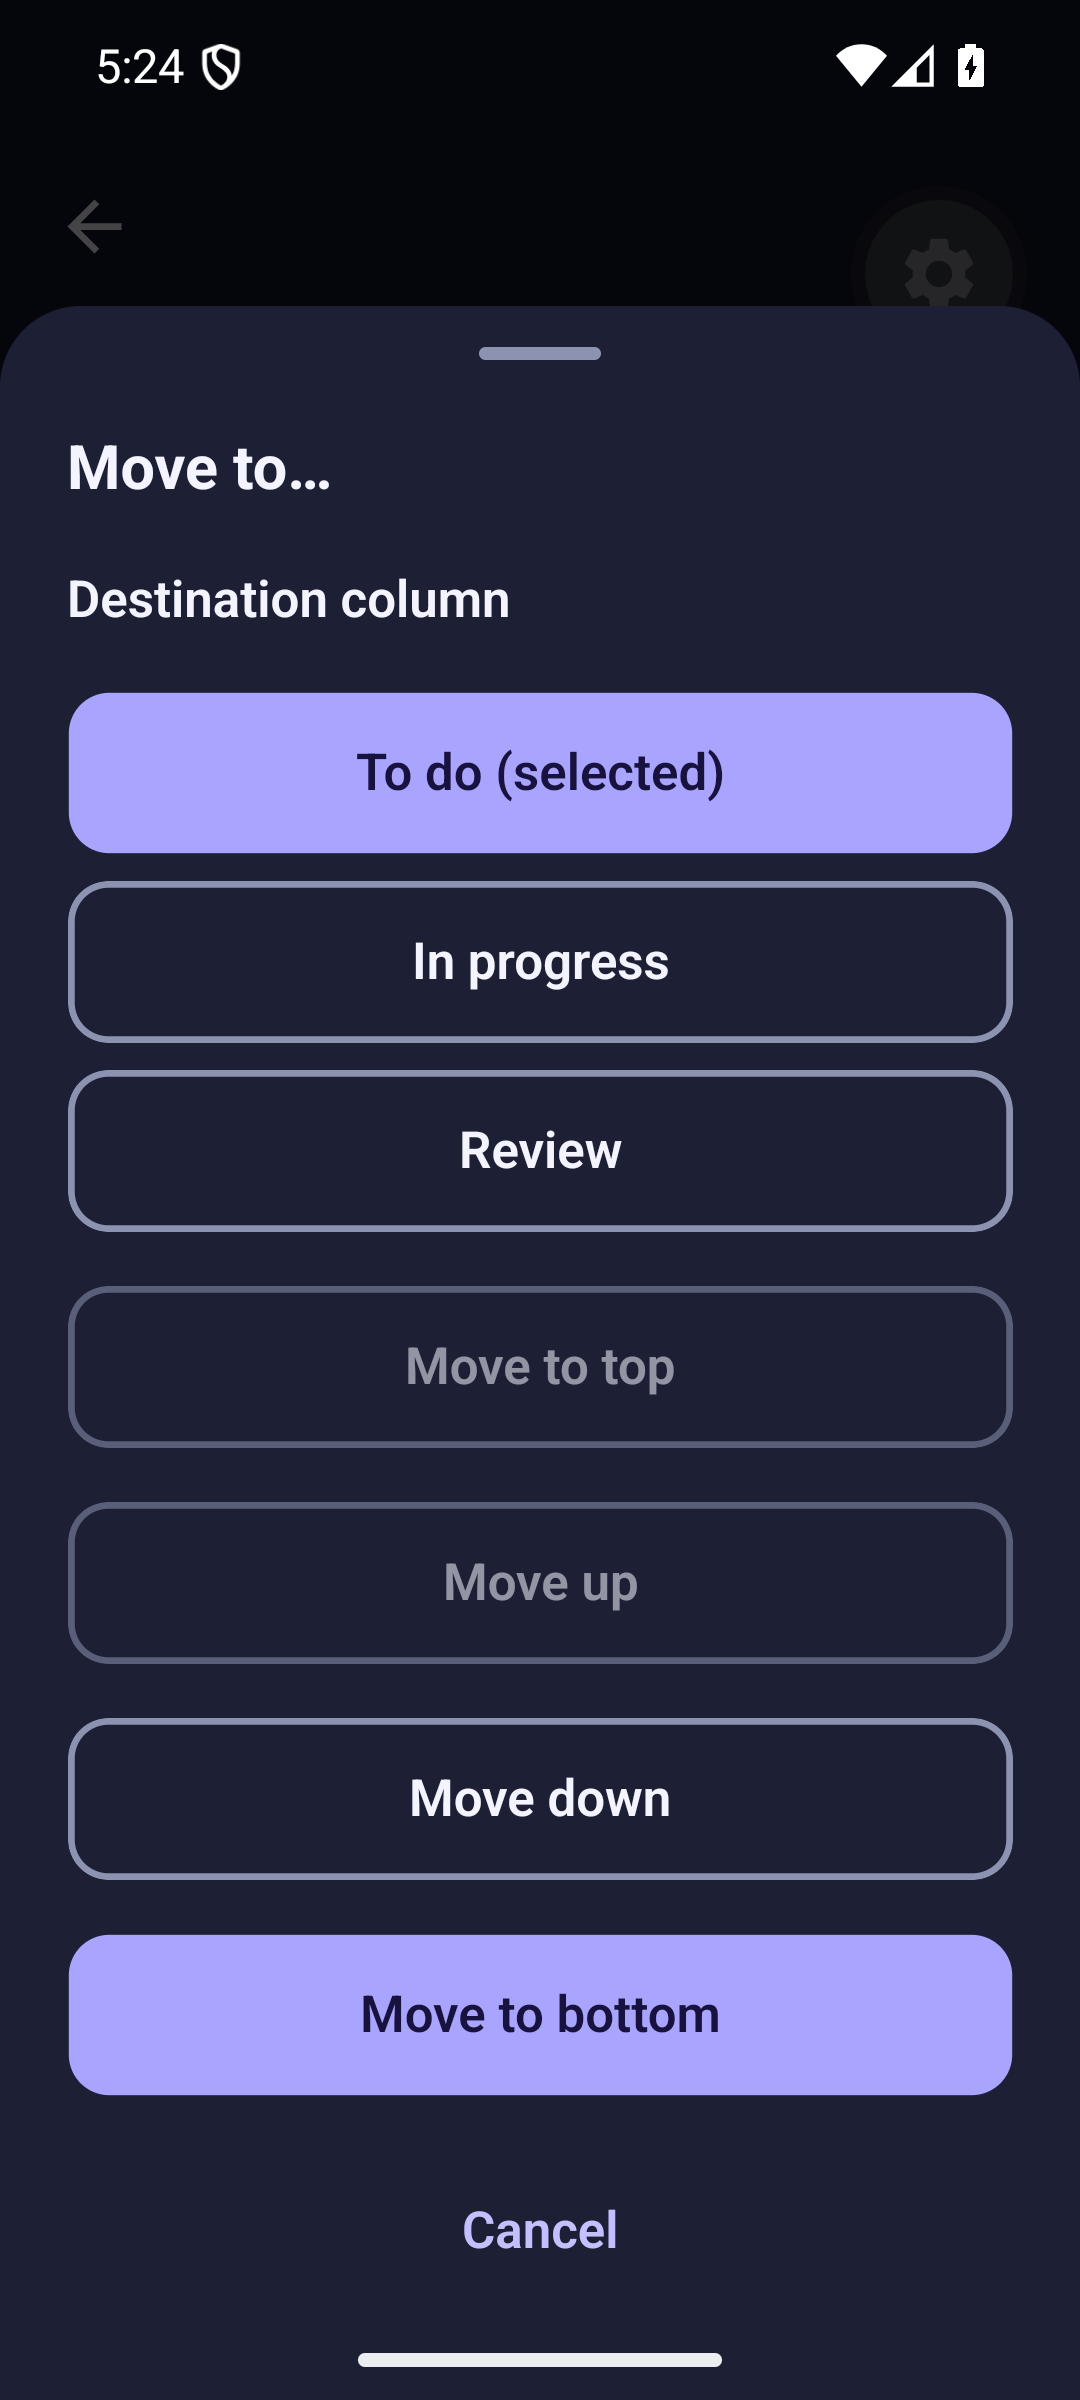 5:24
Move to...
Destination column
To do (selected)
In progress
Review
Move to top
Move up
Move down
Move to bottom
Cancel